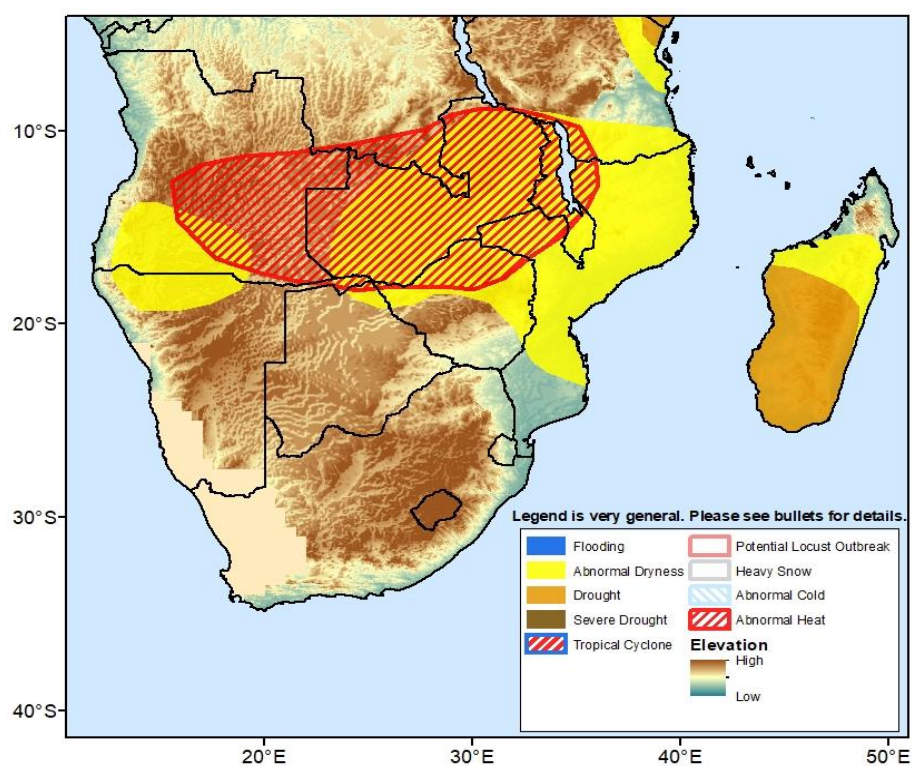 10°S
20°S
30°S
40°S
20°E
30°E
40°E
50°E
Legend is very general. Please see bullets for details.
Flooding
Abnormal Dryness
Drought
Severe Drought
Tropical Cyclone
Potential Locust Outbreak
Heavy Snow
Abnormal Cold
Abnormal Heat
Elevation
High
Low